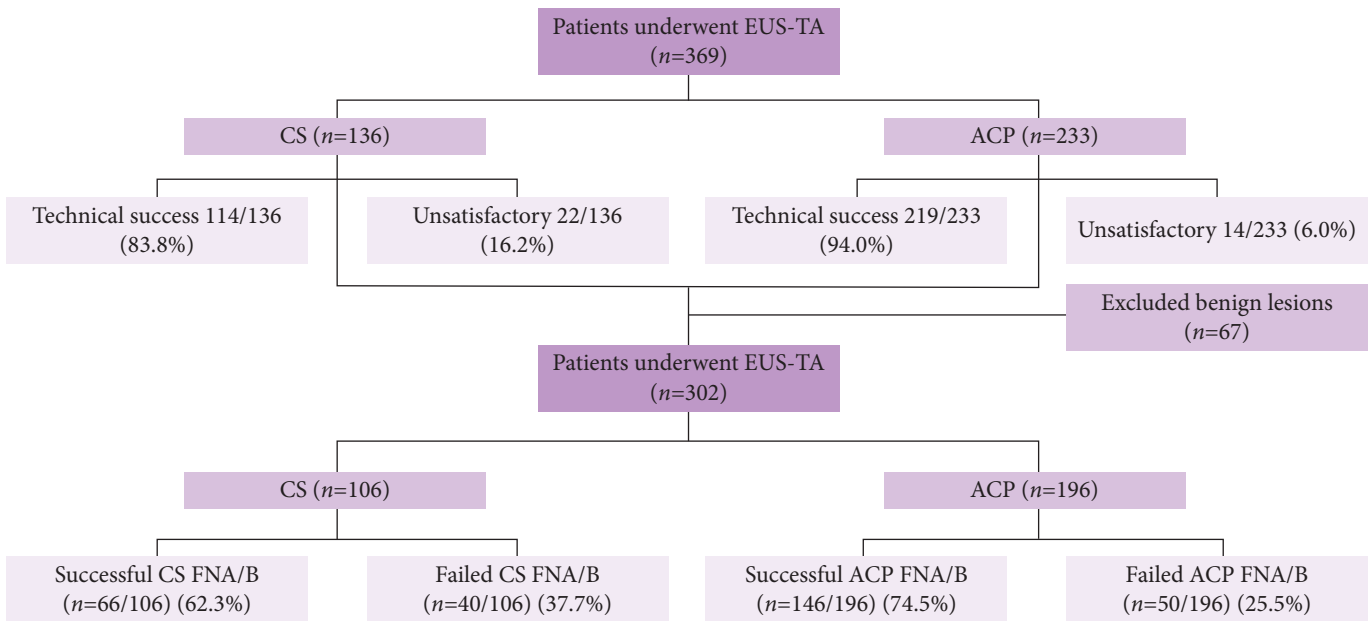 Patients underwent EUS-TA
(n=369)
CS (n=136)
ACP (n=233)
Technical success 114/136
(83.8%)
Unsatisfactory 22/136
(16.2%)
Technical success 219/233
(94.0%)
Unsatisfactory 14/233 (6.0%)
Excluded benign lesions
(n=67)
Patients underwent EUS-TA
(n=302)
CS (n=106)
ACP (n=196)
Successful CS FNA/B
(n=66/106) (62.3%)
Failed CS FNA/B
(n=40/106) (37.7%)
Successful ACP FNA/B
(n=146/196) (74.5%)
Failed ACP FNA/B
(n=50/196) (25.5%)